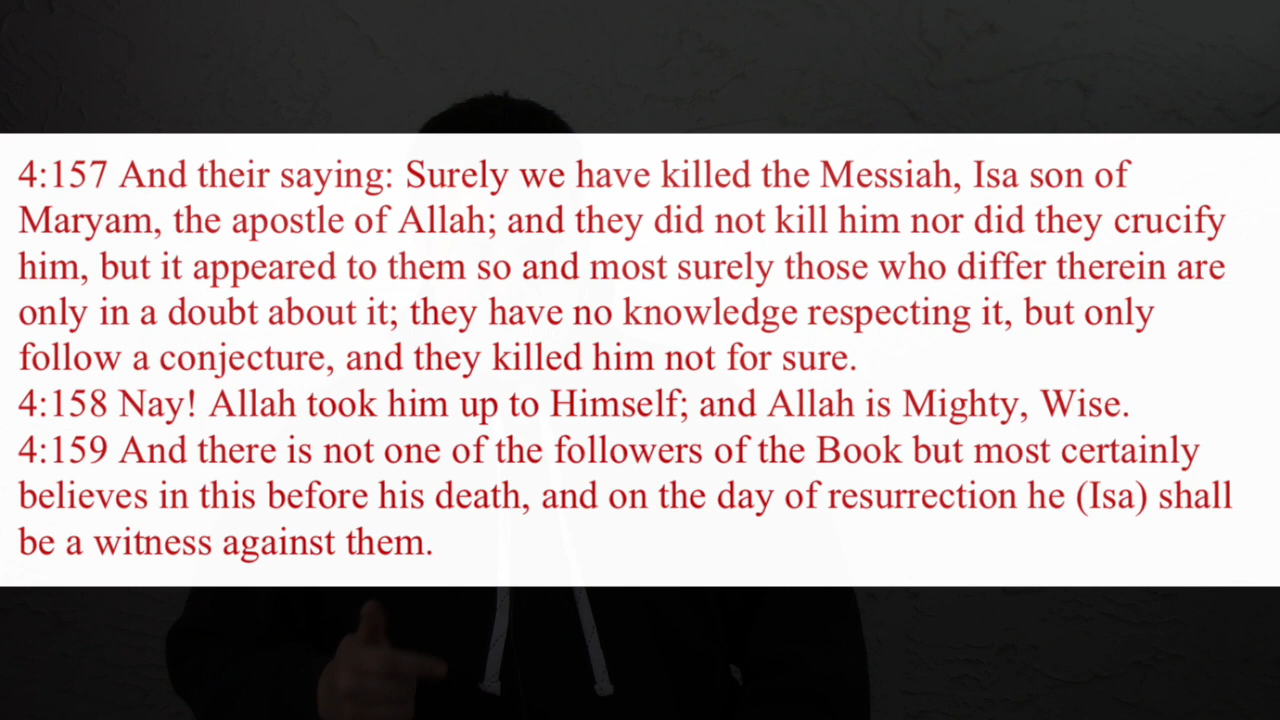 4:157 And their saying: Surely we have killed the Messiah, Isa son of
Maryam, the apostle of Allah; and they did not kill him nor did they crucify
him, but it appeared to them so and most surely those who differ therein are
only in a doubt about it; they have no knowledge respecting it, but only
follow a conjecture, and they killed him not for sure.
4:158 Nay! Allah took him up to Himself; and Allah is Mighty, Wise.
4:159 And there is not one of the followers of the Book but most certainly
believes in this before his death, and on the day of resurrection he (Isa) shall
be a witness against them.